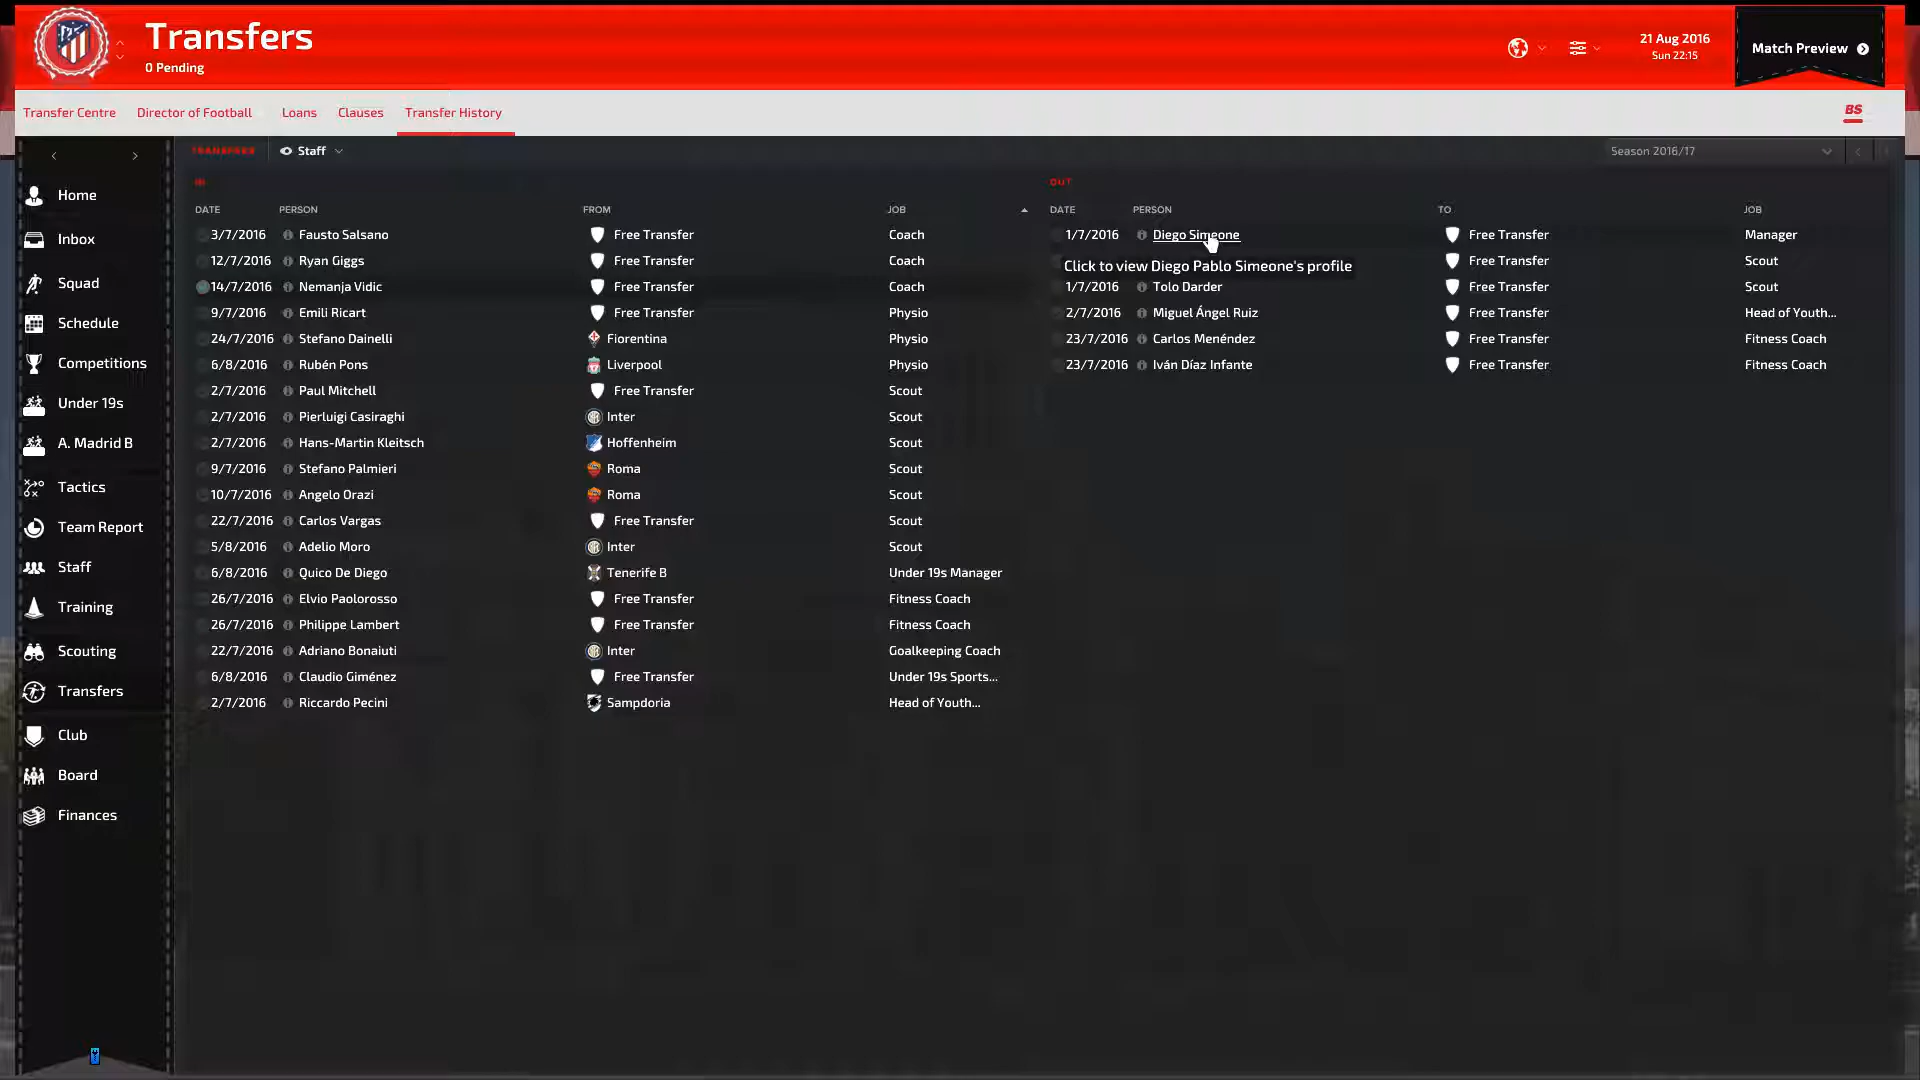 Transfers
0 Pending
21 Aug 2016
Sun 22:15
Match Preview
Transfer Centre Director of Football Loans Clauses Transfer History
BS
TRANSFERS Staff Season 2016/17
Home
Inbox
Squad
Schedule
Competitions
Under 19s
A. Madrid B
Tactics
Team Report
Staff
Training
Scouting
Transfers
Club
Board
Finances
IN
DATE PERSON FROM JOB
3/7/2016 Fausto Salsano Free Transfer Coach
12/7/2016 Ryan Giggs Free Transfer Coach
14/7/2016 Nemanja Vidic Free Transfer Coach
9/7/2016 Emili Ricart Free Transfer Physio
24/7/2016 Stefano Dainelli Fiorentina Physio
6/8/2016 Rubén Pons Liverpool Physio
2/7/2016 Paul Mitchell Free Transfer Scout
2/7/2016 Pierluigi Casiraghi Inter Scout
2/7/2016 Hans-Martin Kleitsch Hoffenheim Scout
9/7/2016 Stefano Palmieri Roma Scout
10/7/2016 Angelo Orazi Roma Scout
22/7/2016 Carlos Vargas Free Transfer Scout
5/8/2016 Adelio Moro Inter Scout
6/8/2016 Quico De Diego Tenerife B Under 19s Manager
26/7/2016 Elvio Paolorosso Free Transfer Fitness Coach
26/7/2016 Philippe Lambert Free Transfer Fitness Coach
22/7/2016 Adriano Bonaiuti Inter Goalkeeping Coach
6/8/2016 Claudio Giménez Free Transfer Under 19s Sports...
2/7/2016 Riccardo Pecini Sampdoria Head of Youth...
OUT
DATE PERSON TO JOB
1/7/2016 Diego Simeone Free Transfer Manager
Click to view Diego Pablo Simeone's profile Free Transfer Scout
1/7/2016 Tolo Darder Free Transfer Scout
2/7/2016 Miguel Ángel Ruiz Free Transfer Head of Youth...
23/7/2016 Carlos Menéndez Free Transfer Fitness Coach
23/7/2016 Iván Díaz Infante Free Transfer Fitness Coach